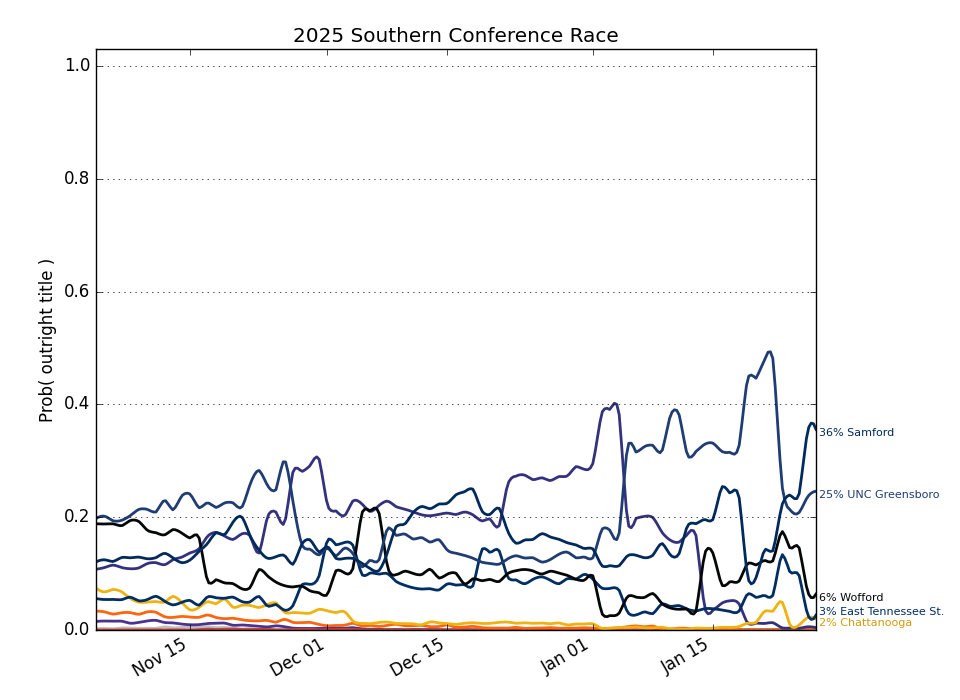 2025 Southern Conference Race
1.0
0.8
0.6
0.4
0.2
0.0
Prob( outright title )
36% Samford
25% UNC Greensboro
6% Wofford
3% East Tennessee St.
2% Chattanooga
Nov 15
Dec 01
Dec 15
Jan 01
Jan 15